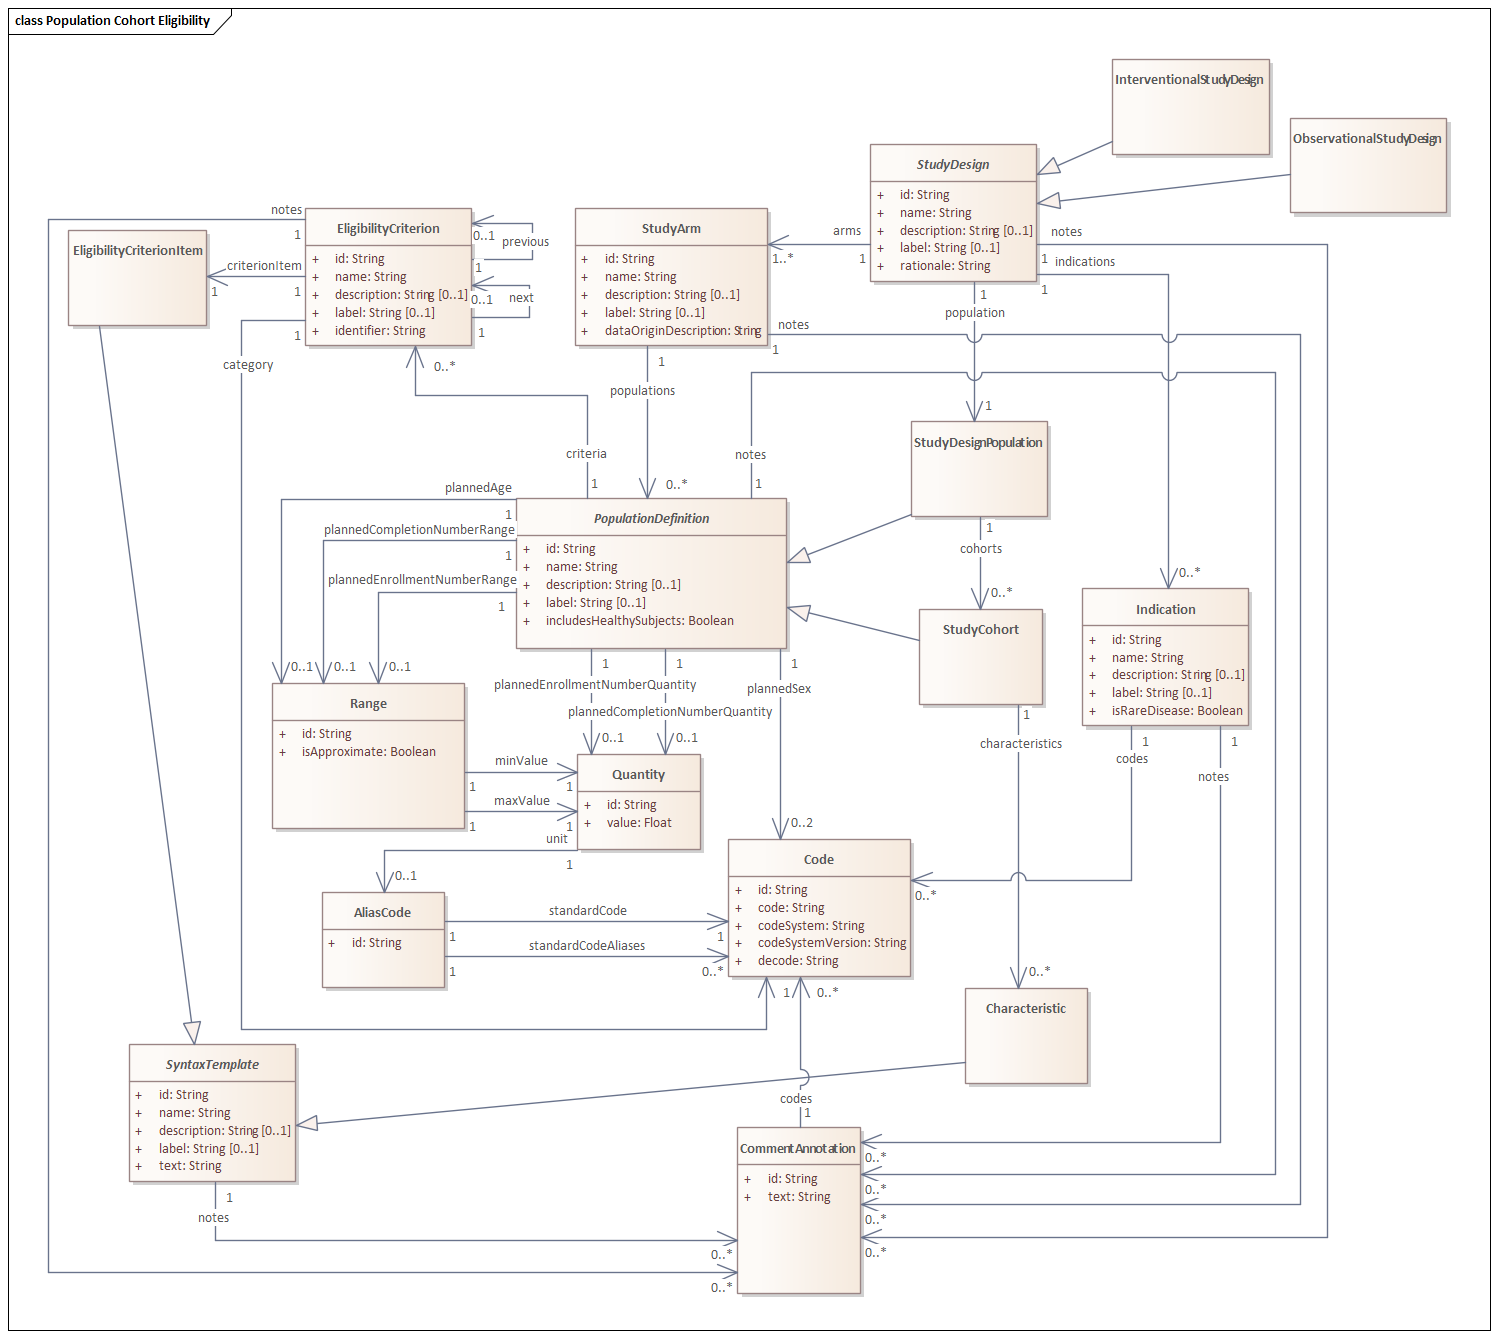 class Population Cohort Eligibility
InterventionalStudyDesign
ObservationalStudyDesign
StudyDesign
+ id: String
+ name: String
+ description: String [0..1]
+ label: String [0..1]
+ rationale: String
notes
1
indications
1
arms
1..*
1
1
population
1
notes
1
EligibilityCriterion
+ id: String
+ name: String
+ description: String [0..1]
+ label: String [0..1]
+ identifier: String
0..1
previous
1
0..1
next
1
EligibilityCriterionItem
criterionItem
1
1
1
category
0..*
StudyArm
+ id: String
+ name: String
+ description: String [0..1]
+ label: String [0..1]
+ dataOriginDescription: String
notes
1
1
populations
0..*
criteria
1
notes
1
StudyDesignPopulation
1
cohorts
0..*
plannedAge
1
plannedCompletionNumberRange
1
plannedEnrollmentNumberRange
1
PopulationDefinition
+ id: String
+ name: String
+ description: String [0..1]
+ label: String [0..1]
+ includesHealthySubjects: Boolean
StudyCohort
1
characteristics
0..*
0..*
Indication
+ id: String
+ name: String
+ description: String [0..1]
+ label: String [0..1]
+ isRareDisease: Boolean
1
codes
0..*
1
notes
0..1
0..1
0..1
Range
+ id: String
+ isApproximate: Boolean
1
plannedEnrollmentNumberQuantity
0..1
1
plannedCompletionNumberQuantity
0..1
1
plannedSex
0..2
minValue
1
1
maxValue
1
1
Quantity
+ id: String
+ value: Float
unit
1
0..1
AliasCode
+ id: String
standardCode
1
1
standardCodeAliases
1
0..*
Code
+ id: String
+ code: String
+ codeSystem: String
+ codeSystemVersion: String
+ decode: String
1
0..*
Characteristic
SyntaxTemplate
+ id: String
+ name: String
+ description: String [0..1]
+ label: String [0..1]
+ text: String
1
notes
codes
1
CommentAnnotation
+ id: String
+ text: String
0..*
0..*
0..*
0..*
0..*
0..*